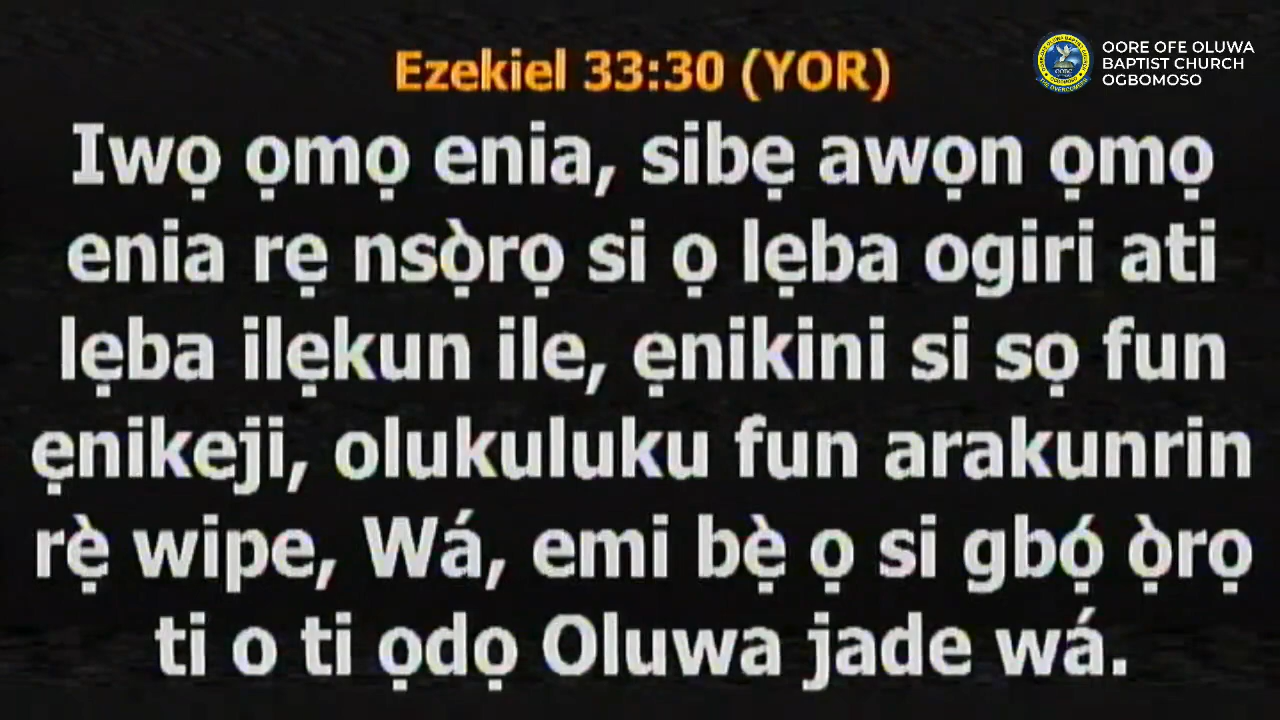 Ezekiel 33:30 (YOR)
OORE OFE OLUWA
BAPTIST CHURCH
OGBOMOSO
Iwọ ọmọ enia, sibẹ awọn ọmọ
enia rẹ nsọ̀rọ si ọ lẹba ogiri ati
lẹba ilẹkun ile, ẹnikini si sọ fun
ẹnikeji, olukuluku fun arakunrin
rẹ̀ wipe, Wá, emi bẹ̀ ọ si gbọ́ ọ̀rọ
ti o ti ọdọ Oluwa jade wá.